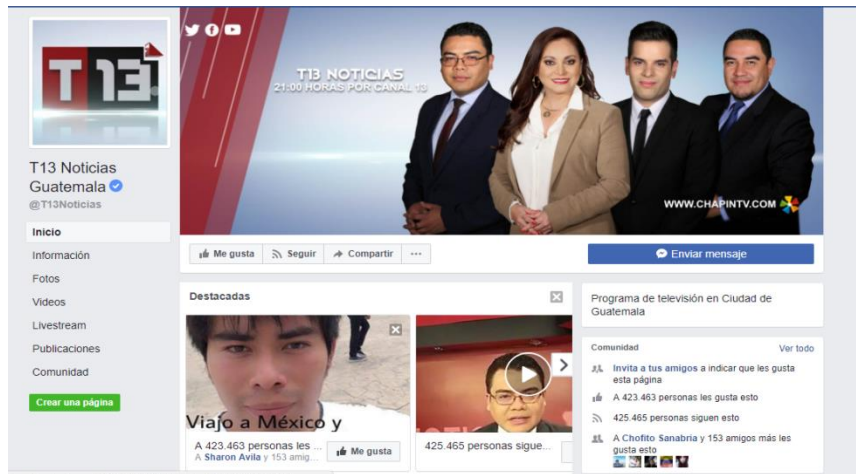 T13
T13 Noticias
Guatemala
@T13Noticias
Inicio
Información
Fotos
Videos
Livestream
Publicaciones
Comunidad
Crear una página
T13 NOTICIAS
21:00 HORAS POR CANAL 13
WWW.CHAPINTV.COM
Me gusta
Seguir
Compartir
Enviar mensaje
Destacadas
Viajo a México y
A 423.463 personas les ...
A Sharon Avila y 153 amig...
Me gusta
425.465 personas sigue...
Programa de televisión en Ciudad de
Guatemala
Comunidad
Ver todo
Invita a tus amigos a indicar que les gusta
esta página
A 423.463 personas les gusta esto
425.465 personas siguen esto
A Chofito Sanabria y 153 amigos más les
gusta esto